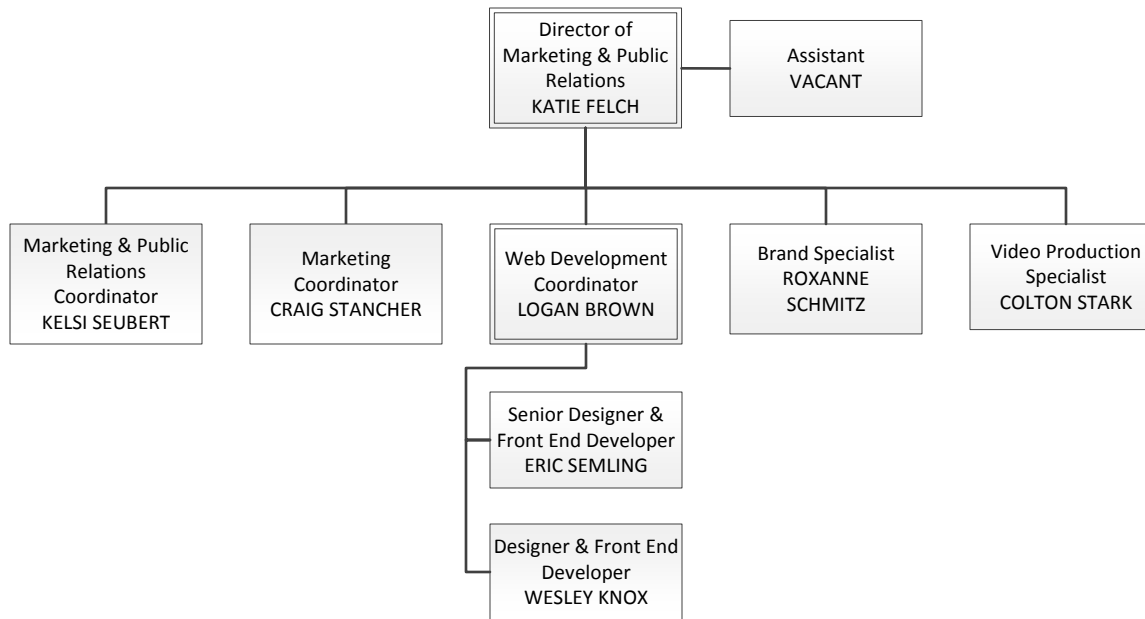 Director of
Marketing & Public
Relations
KATIE FELCH
Assistant
VACANT
Marketing & Public
Relations
Coordinator
KELSI SEUBERT
Marketing
Coordinator
CRAIG STANCHER
Web Development
Coordinator
LOGAN BROWN
Brand Specialist
ROXANNE
SCHMITZ
Video Production
Specialist
COLTON STARK
Senior Designer &
Front End Developer
ERIC SEMLING
Designer & Front End
Developer
WESLEY KNOX